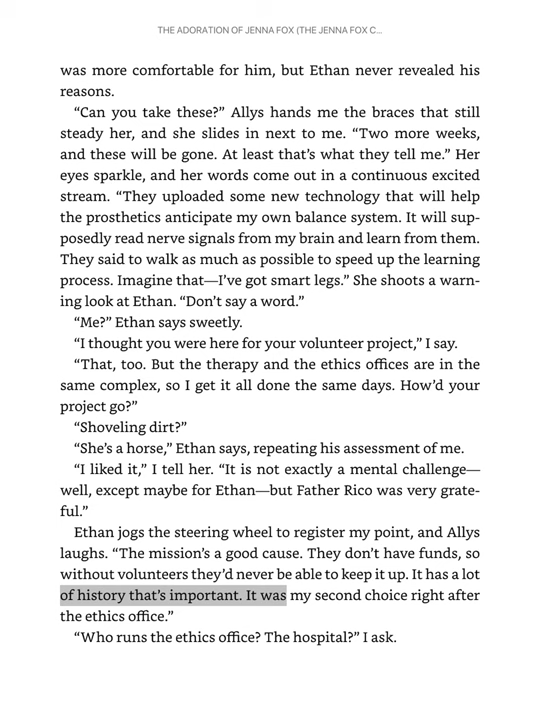 THE ADORATION OF JENNA FOX (THE JENNA FOX C...
was more comfortable for him, but Ethan never revealed his
reasons.
“Can you take these?” Allys hands me the braces that still
steady her, and she slides in next to me. “Two more weeks,
and these will be gone. At least that’s what they tell me.” Her
eyes sparkle, and her words come out in a continuous excited
stream. “They uploaded some new technology that will help
the prosthetics anticipate my own balance system. It will sup-
posedly read nerve signals from my brain and learn from them.
They said to walk as much as possible to speed up the learning
process. Imagine that—I’ve got smart legs.” She shoots a warn-
ing look at Ethan. “Don’t say a word.”
“Me?” Ethan says sweetly.
“I thought you were here for your volunteer project,” I say.
“That, too. But the therapy and the ethics offices are in the
same complex, so I get it all done the same days. How’d your
project go?”
“Shoveling dirt?”
“She’s a horse,” Ethan says, repeating his assessment of me.
“I liked it,” I tell her. “It is not exactly a mental challenge—
well, except maybe for Ethan—but Father Rico was very grate-
ful.”
Ethan jogs the steering wheel to register my point, and Allys
laughs. “The mission’s a good cause. They don’t have funds, so
without volunteers they’d never be able to keep it up. It has a lot
of history that’s important. It was my second choice right after
the ethics office.”
“Who runs the ethics office? The hospital?” I ask.